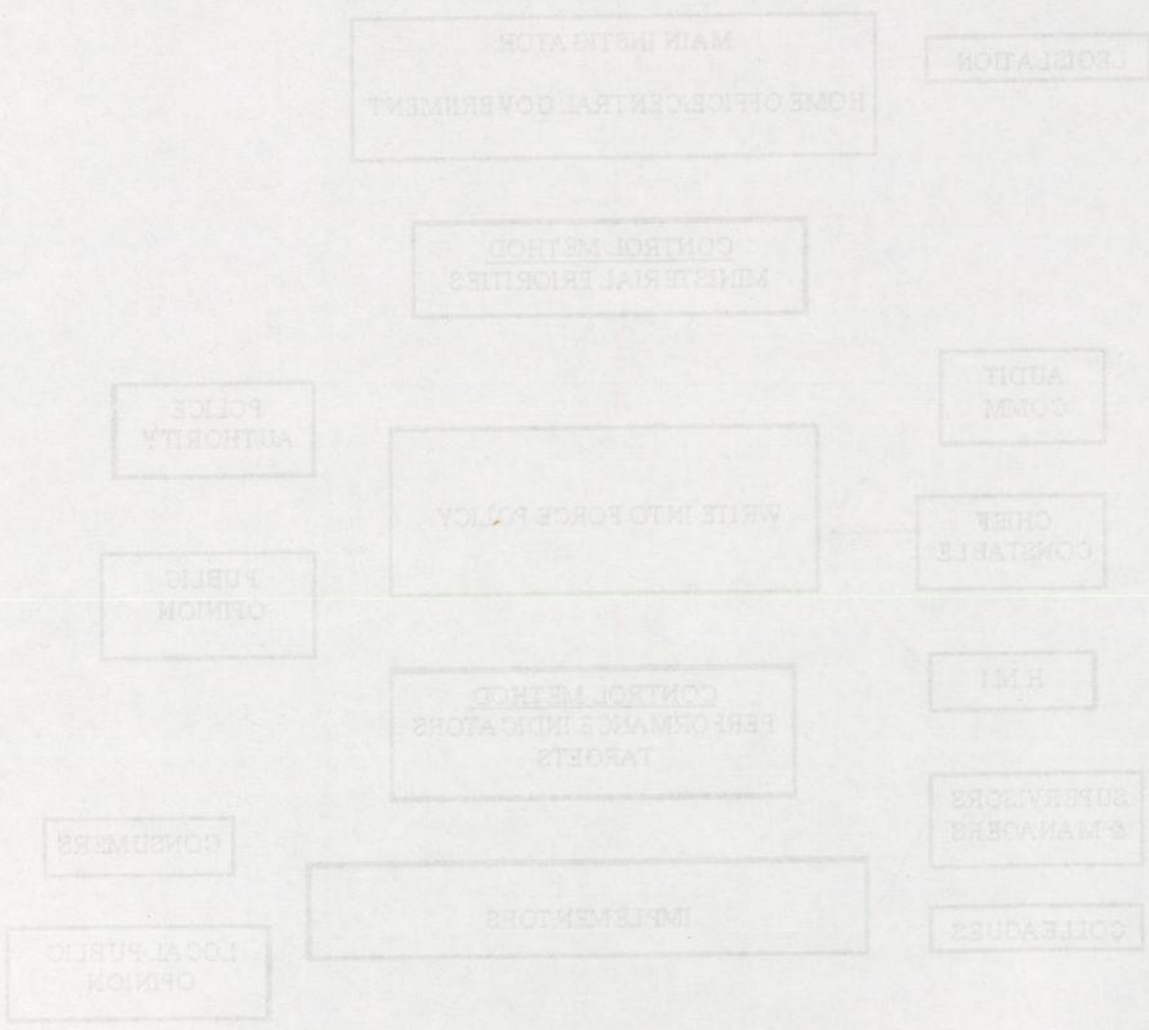 MAIN INSTIGATOR
HOME OFFICE/CENTRAL GOVERNMENT
LEGISLATION
CONTROL METHOD
MINISTERIAL PRIORITIES
AUDIT
COMM
POLICE
AUTHORITY
WRITE INTO FORCE POLICY
CHIEF
CONSTABLE
PUBLIC
OPINION
H M I
CONTROL METHOD
PERFORMANCE INDICATORS
TARGETS
SUPERVISORS
& MANAGERS
CONSUMERS
IMPLEMENTORS
COLLEAGUES
LOCAL PUBLIC
OPINION